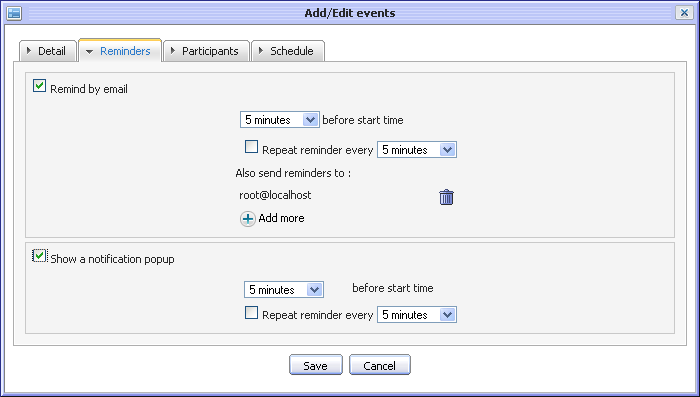 Add/Edit events
Detail Reminders Participants Schedule
Remind by email
5 minutes before start time
Repeat reminder every 5 minutes
Also send reminders to :
root@localhost
Add more
Show a notification popup
5 minutes before start time
Repeat reminder every 5 minutes
Save Cancel